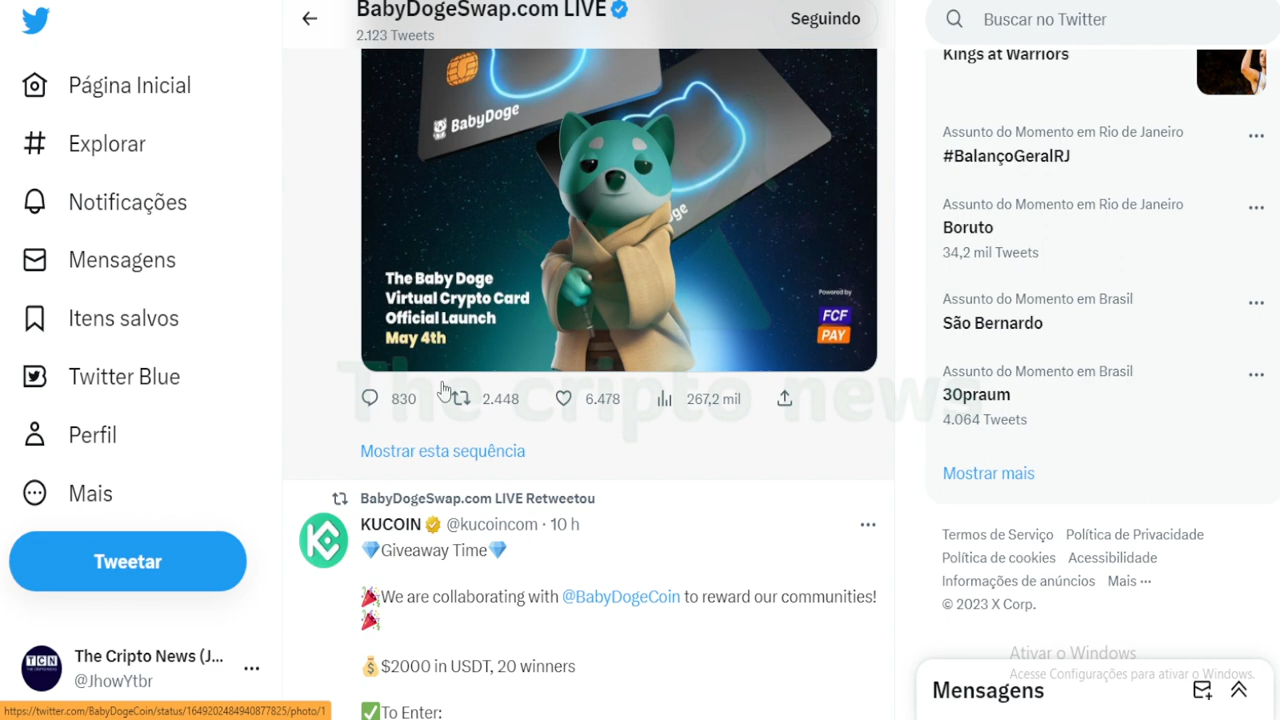 BabyDogeSwap.com LIVE
2.123 Tweets
Seguindo
Buscar no Twitter
Página Inicial
Explorar
Notificações
Mensagens
Itens salvos
Twitter Blue
Perfil
Mais
Tweetar
The Cripto News (J...
@JhowYtbr
https://twitter.com/BabyDogeCoin/status/1649202484940877825/photo/1
BabyDoge
The Baby Doge
Virtual Crypto Card
Official Launch
May 4th
Powered by
FCF
PAY
The cripto news
830
2.448
6.478
267,2 mil
Mostrar esta sequência
BabyDogeSwap.com LIVE Retweetou
KUCOIN @kucoincom · 10 h
💎Giveaway Time💎
🎉We are collaborating with @BabyDogeCoin to reward our communities!
🎉
💰$2000 in USDT, 20 winners
✅To Enter:
Kings at Warriors
Assunto do Momento em Rio de Janeiro
#BalançoGeralRJ
Assunto do Momento em Rio de Janeiro
Boruto
34,2 mil Tweets
Assunto do Momento em Brasil
São Bernardo
Assunto do Momento em Brasil
30praum
4.064 Tweets
Mostrar mais
Termos de Serviço Política de Privacidade
Política de cookies Acessibilidade
Informações de anúncios Mais ···
© 2023 X Corp.
Ativar o Windows
Acesse Configurações para ativar o Windows.
Mensagens